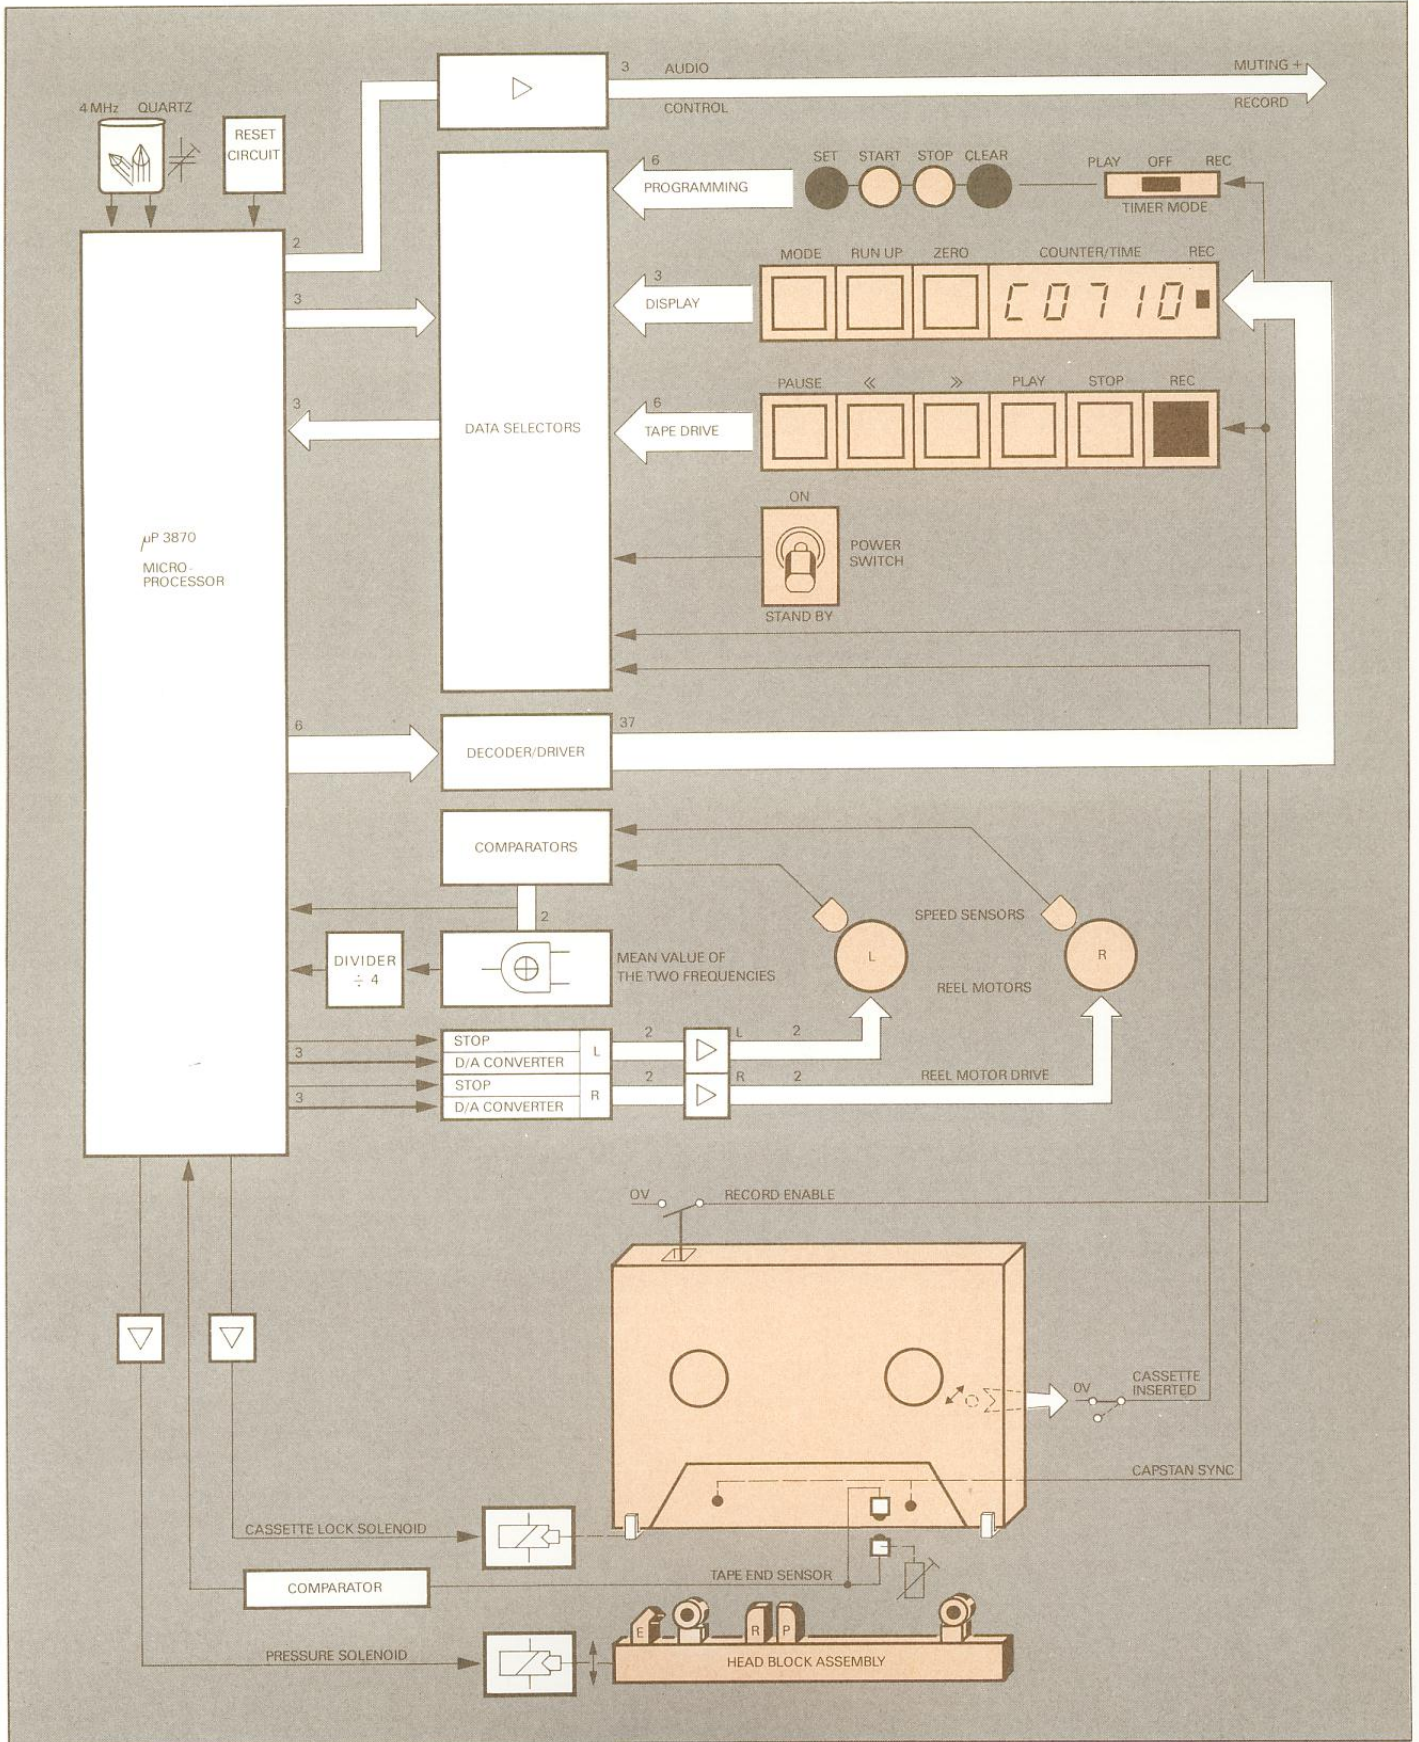 3 AUDIO
CONTROL
MUTING +
RECORD
4 MHz QUARTZ
RESET
CIRCUIT
6
PROGRAMMING
SET START STOP CLEAR
PLAY OFF REC
TIMER MODE
2
3
3
DISPLAY
MODE RUN UP ZERO COUNTER/TIME REC
C0710
3
DATA SELECTORS
6
TAPE DRIVE
PAUSE << >> PLAY STOP REC
ON
POWER
SWITCH
STAND BY
µP 3870
MICRO-
PROCESSOR
6
DECODER/DRIVER
37
COMPARATORS
2
SPEED SENSORS
L
R
REEL MOTORS
DIVIDER
÷ 4
MEAN VALUE OF
THE TWO FREQUENCIES
STOP
3
D/A CONVERTER
L
2
L
2
STOP
3
D/A CONVERTER
R
2
R
2
REEL MOTOR DRIVE
0V
RECORD ENABLE
0V
CASSETTE
INSERTED
CAPSTAN SYNC
CASSETTE LOCK SOLENOID
TAPE END SENSOR
COMPARATOR
E
R
P
PRESSURE SOLENOID
HEAD BLOCK ASSEMBLY